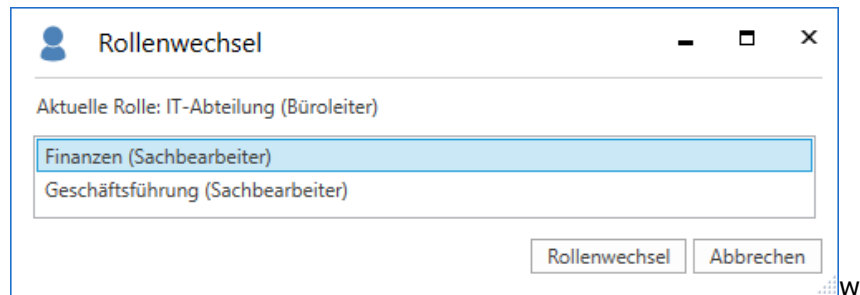 Rollenwechsel
Aktuelle Rolle: IT-Abteilung (Büroleiter)
Finanzen (Sachbearbeiter)
Geschäftsführung (Sachbearbeiter)
Rollenwechsel Abbrechen
w